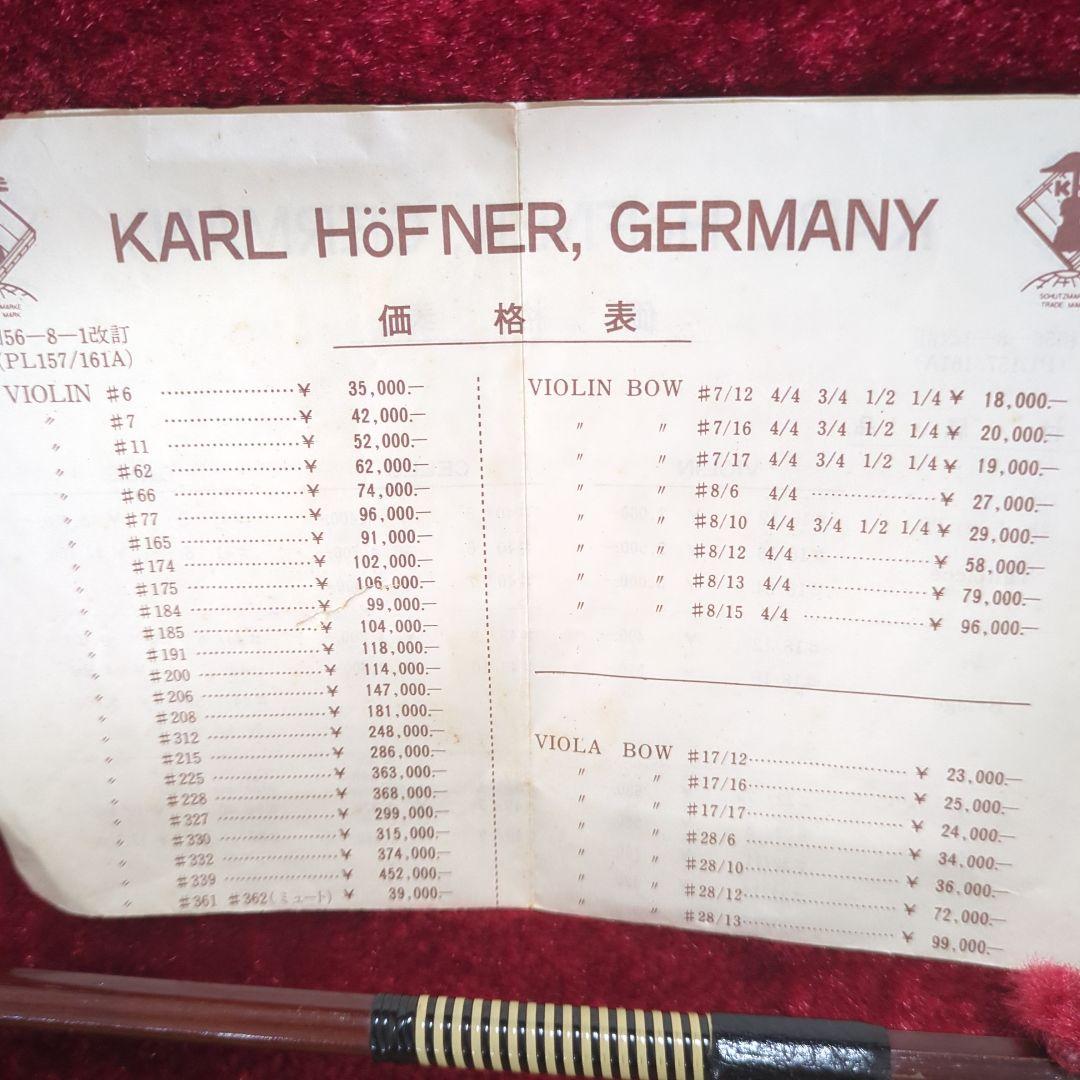 KARL HöFNER, GERMANY
価格表
MARKE
MARK
K
SCHUTZMAR
TRADE MA
56-8-1改訂
(PL157/161A)
VIOLIN #6 ¥ 35,000.—
〃 #7 ¥ 42,000.—
〃 #11 ¥ 52,000.—
〃 #62 ¥ 62,000.—
〃 #66 ¥ 74,000.—
〃 #77 ¥ 96,000.—
〃 #165 ¥ 91,000.—
〃 #174 ¥ 102,000.—
〃 #175 ¥ 106,000.—
〃 #184 ¥ 99,000.—
〃 #185 ¥ 104,000.—
〃 #191 ¥ 118,000.—
〃 #200 ¥ 114,000.—
〃 #206 ¥ 147,000.—
〃 #208 ¥ 181,000.—
〃 #312 ¥ 248,000.—
〃 #215 ¥ 286,000.—
〃 #225 ¥ 363,000.—
〃 #228 ¥ 368,000.—
〃 #327 ¥ 299,000.—
〃 #330 ¥ 315,000.—
〃 #332 ¥ 374,000.—
〃 #339 ¥ 452,000.—
〃 #361 #362(ミュート) ¥ 39,000.—
VIOLIN BOW #7/12 4/4 3/4 1/2 1/4 ¥ 18,000.—
〃 〃 #7/16 4/4 3/4 1/2 1/4 ¥ 20,000.—
〃 〃 #7/17 4/4 3/4 1/2 1/4 ¥ 19,000.—
〃 〃 #8/6 4/4 ¥ 27,000.—
〃 〃 #8/10 4/4 3/4 1/2 1/4 ¥ 29,000.—
〃 〃 #8/12 4/4 ¥ 58,000.—
〃 〃 #8/13 4/4 ¥ 79,000.—
〃 〃 #8/15 4/4 ¥ 96,000.—
VIOLA BOW #17/12 ¥ 23,000.—
〃 〃 #17/16 ¥ 25,000.—
〃 〃 #17/17 ¥ 24,000.—
〃 〃 #28/6 ¥ 34,000.—
〃 〃 #28/10 ¥ 36,000.—
〃 〃 #28/12 ¥ 72,000.—
〃 〃 #28/13 ¥ 99,000.—